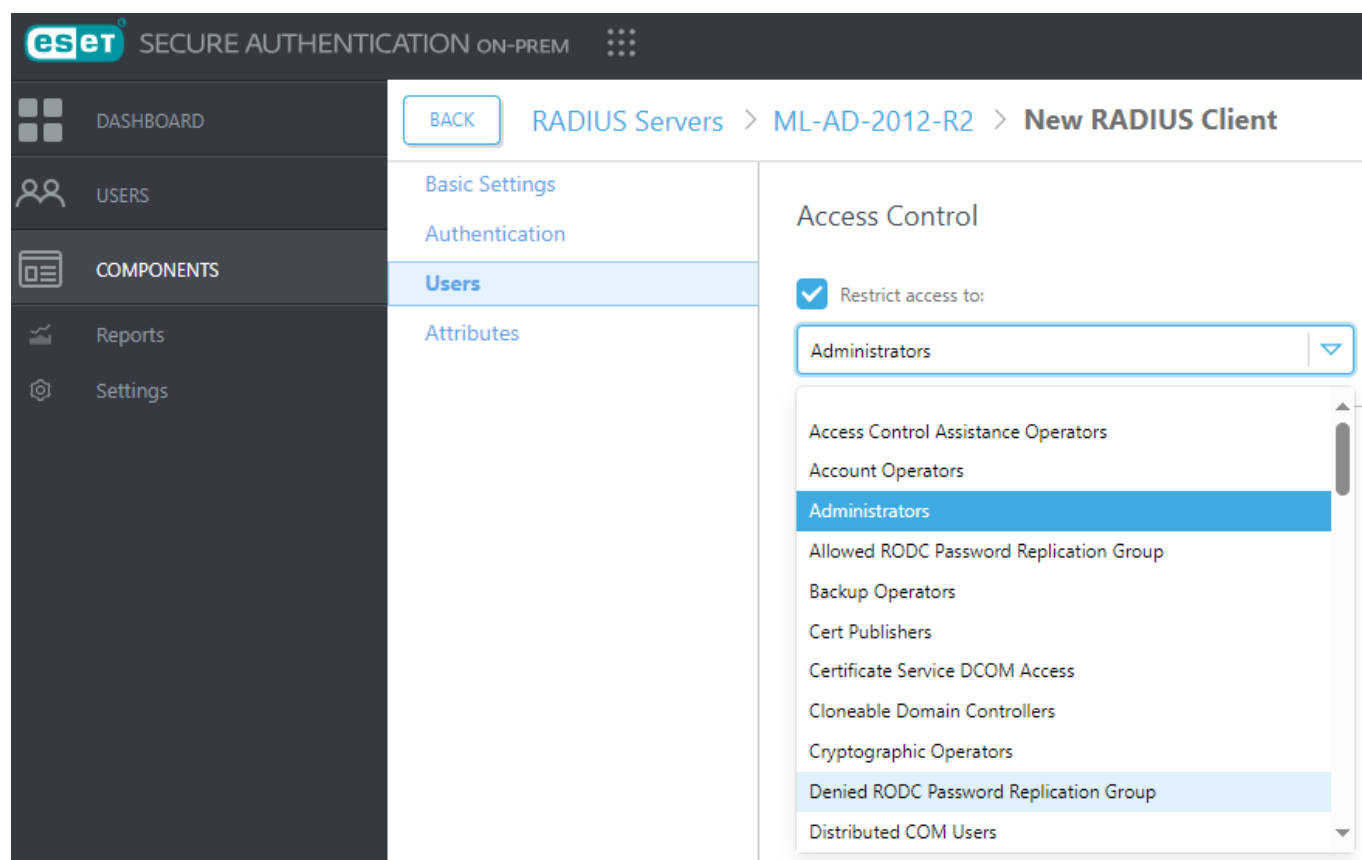 eset SECURE AUTHENTICATION ON-PREM
DASHBOARD
USERS
COMPONENTS
Reports
Settings
BACK RADIUS Servers > ML-AD-2012-R2 > New RADIUS Client
Basic Settings
Authentication
Users
Attributes
Access Control
Restrict access to:
Administrators
Access Control Assistance Operators
Account Operators
Administrators
Allowed RODC Password Replication Group
Backup Operators
Cert Publishers
Certificate Service DCOM Access
Cloneable Domain Controllers
Cryptographic Operators
Denied RODC Password Replication Group
Distributed COM Users